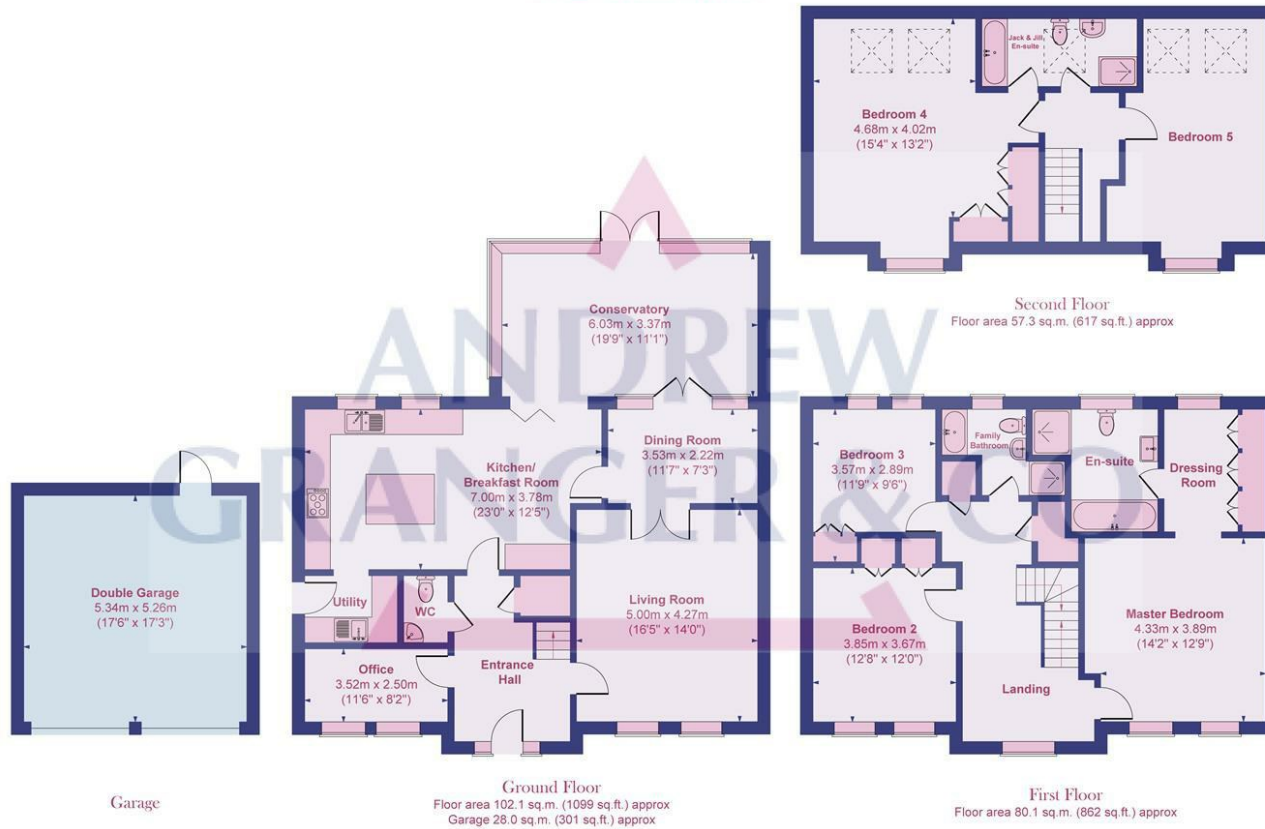 Jack & Jill
En-suite
Bedroom 4
4.68m x 4.02m
(15'4" x 13'2")
Bedroom 5
Second Floor
Floor area 57.3 sq.m. (617 sq.ft.) approx
Conservatory
6.03m x 3.37m
(19'9" x 11'1")
ANDREW
GRANGER & CO
Kitchen/
Breakfast Room
7.00m x 3.78m
(23'0" x 12'5")
Dining Room
3.53m x 2.22m
(11'7" x 7'3")
Living Room
5.00m x 4.27m
(16'5" x 14'0")
Utility
WC
Office
3.52m x 2.50m
(11'6" x 8'2")
Entrance
Hall
Ground Floor
Floor area 102.1 sq.m. (1099 sq.ft.) approx
Garage 28.0 sq.m. (301 sq.ft.) approx
Double Garage
5.34m x 5.26m
(17'6" x 17'3")
Garage
Bedroom 3
3.57m x 2.89m
(11'9" x 9'6")
Family
Bathroom
En-suite
Dressing
Room
Bedroom 2
3.85m x 3.67m
(12'8" x 12'0")
Landing
Master Bedroom
4.33m x 3.89m
(14'2" x 12'9")
First Floor
Floor area 80.1 sq.m. (862 sq.ft.) approx